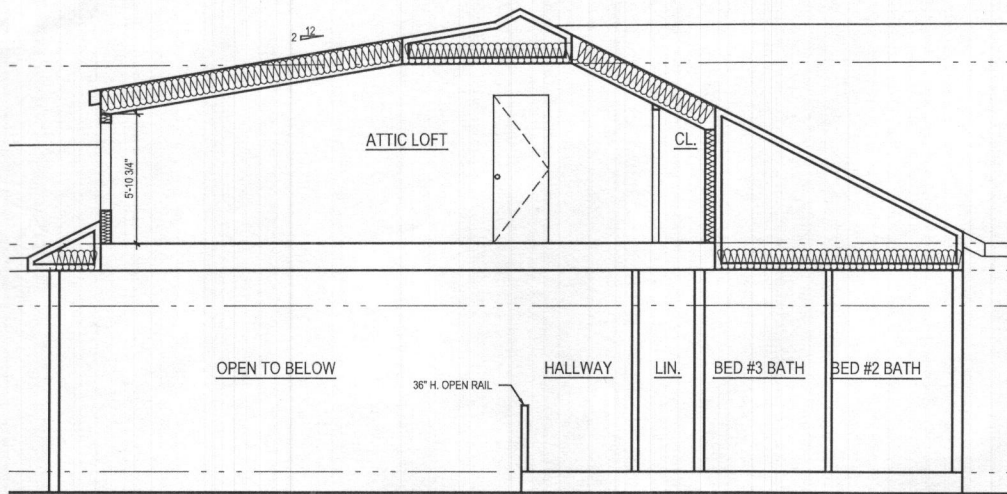 2 12
ATTIC LOFT
CL.
5'-10 3/4"
OPEN TO BELOW
HALLWAY
LIN.
BED #3 BATH
BED #2 BATH
36" H. OPEN RAIL